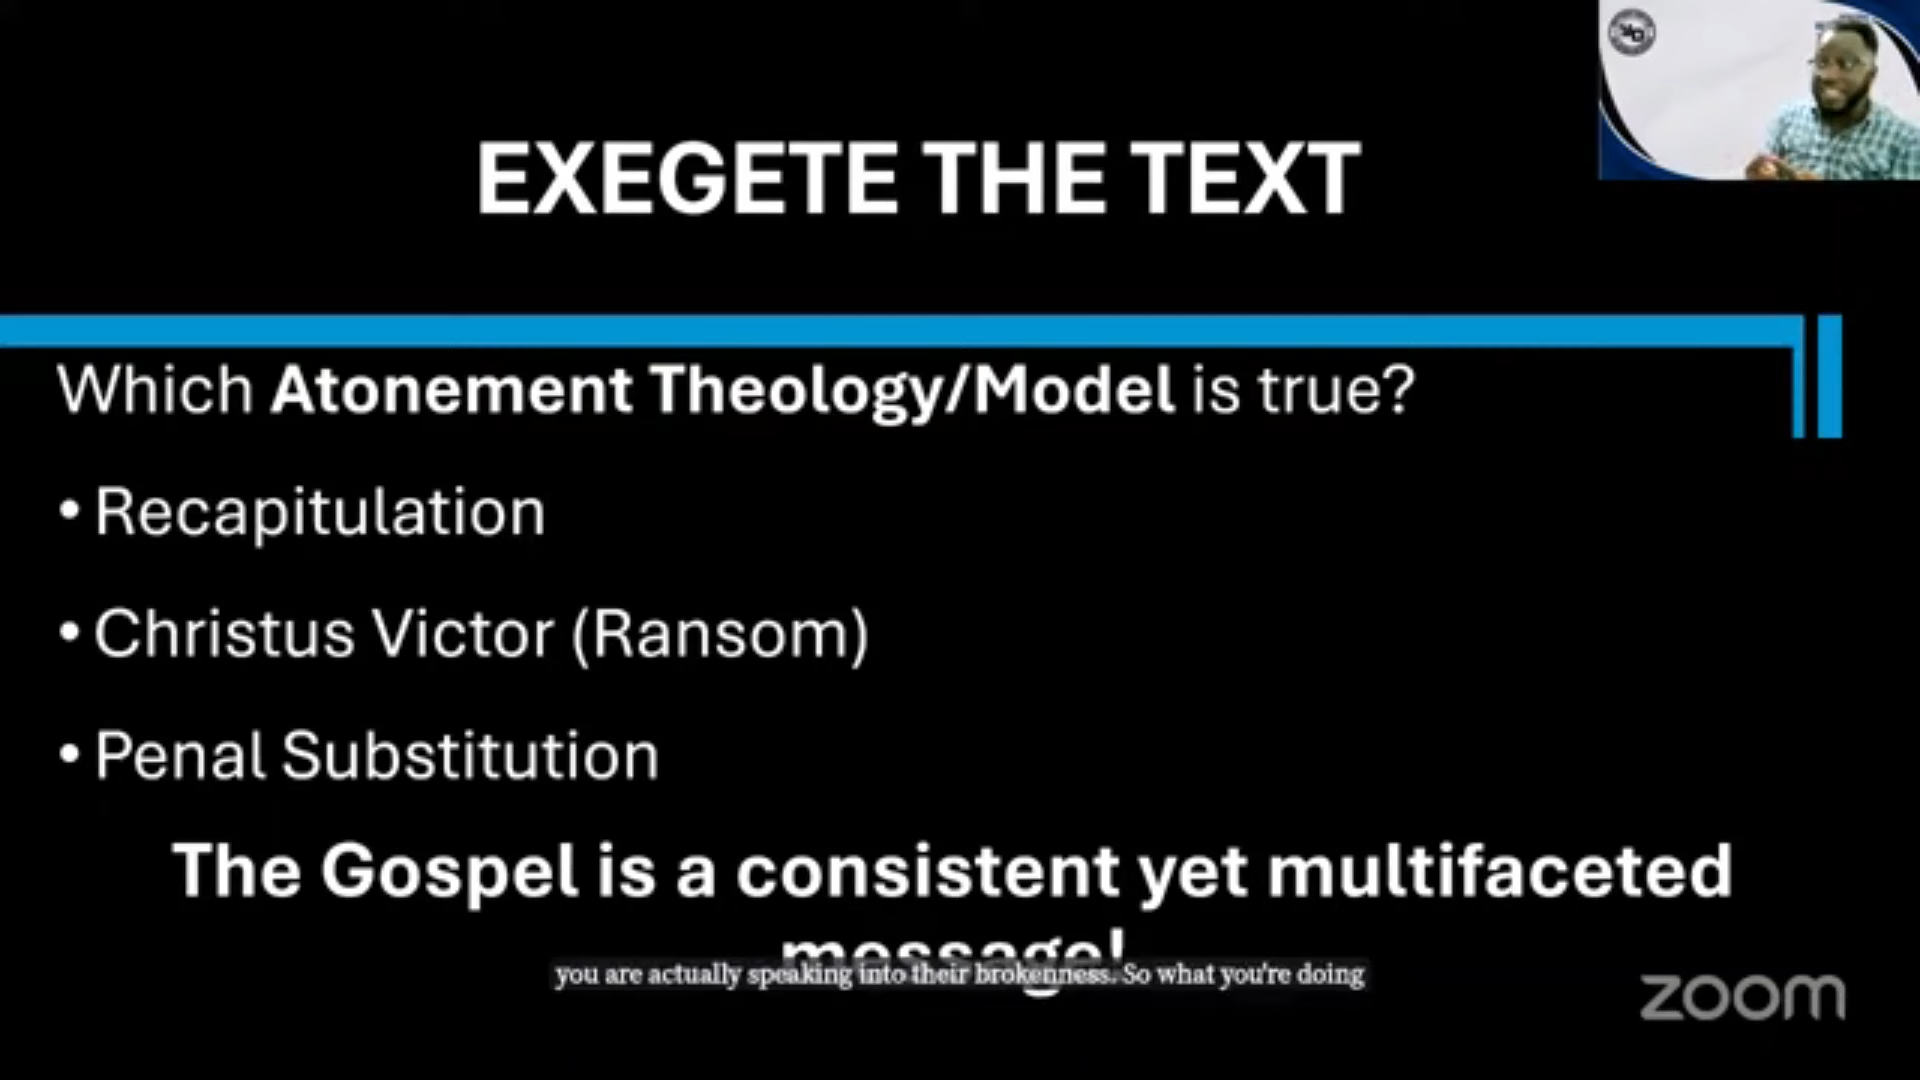 EXEGETE THE TEXT
Which Atonement Theology/Model is true?
• Recapitulation
• Christus Victor (Ransom)
• Penal Substitution
The Gospel is a consistent yet multifaceted
message!
you are actually speaking into their brokenness. So what you're doing
zoom